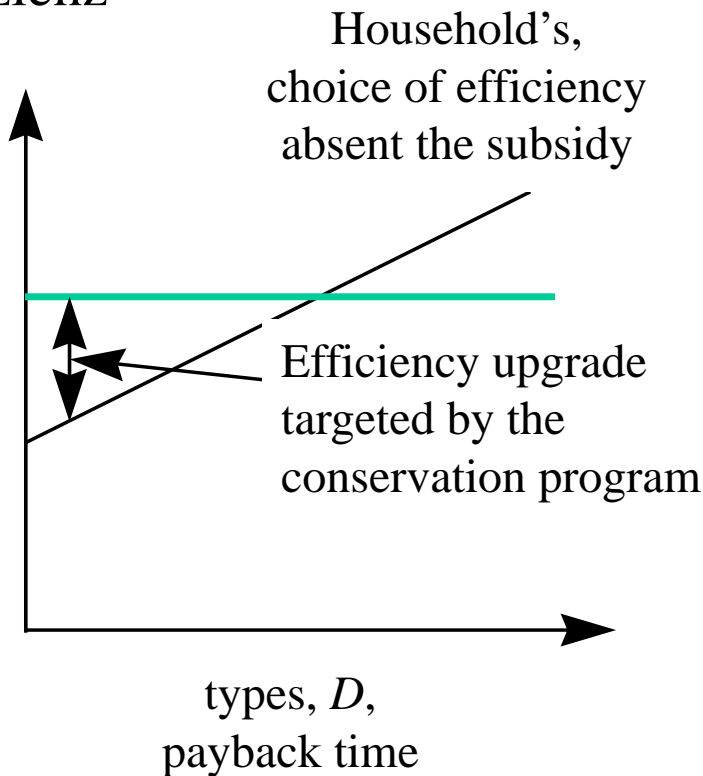 Household's,
choice of efficiency
absent the subsidy
Efficiency upgrade
targeted by the
conservation program
types, D,
payback time